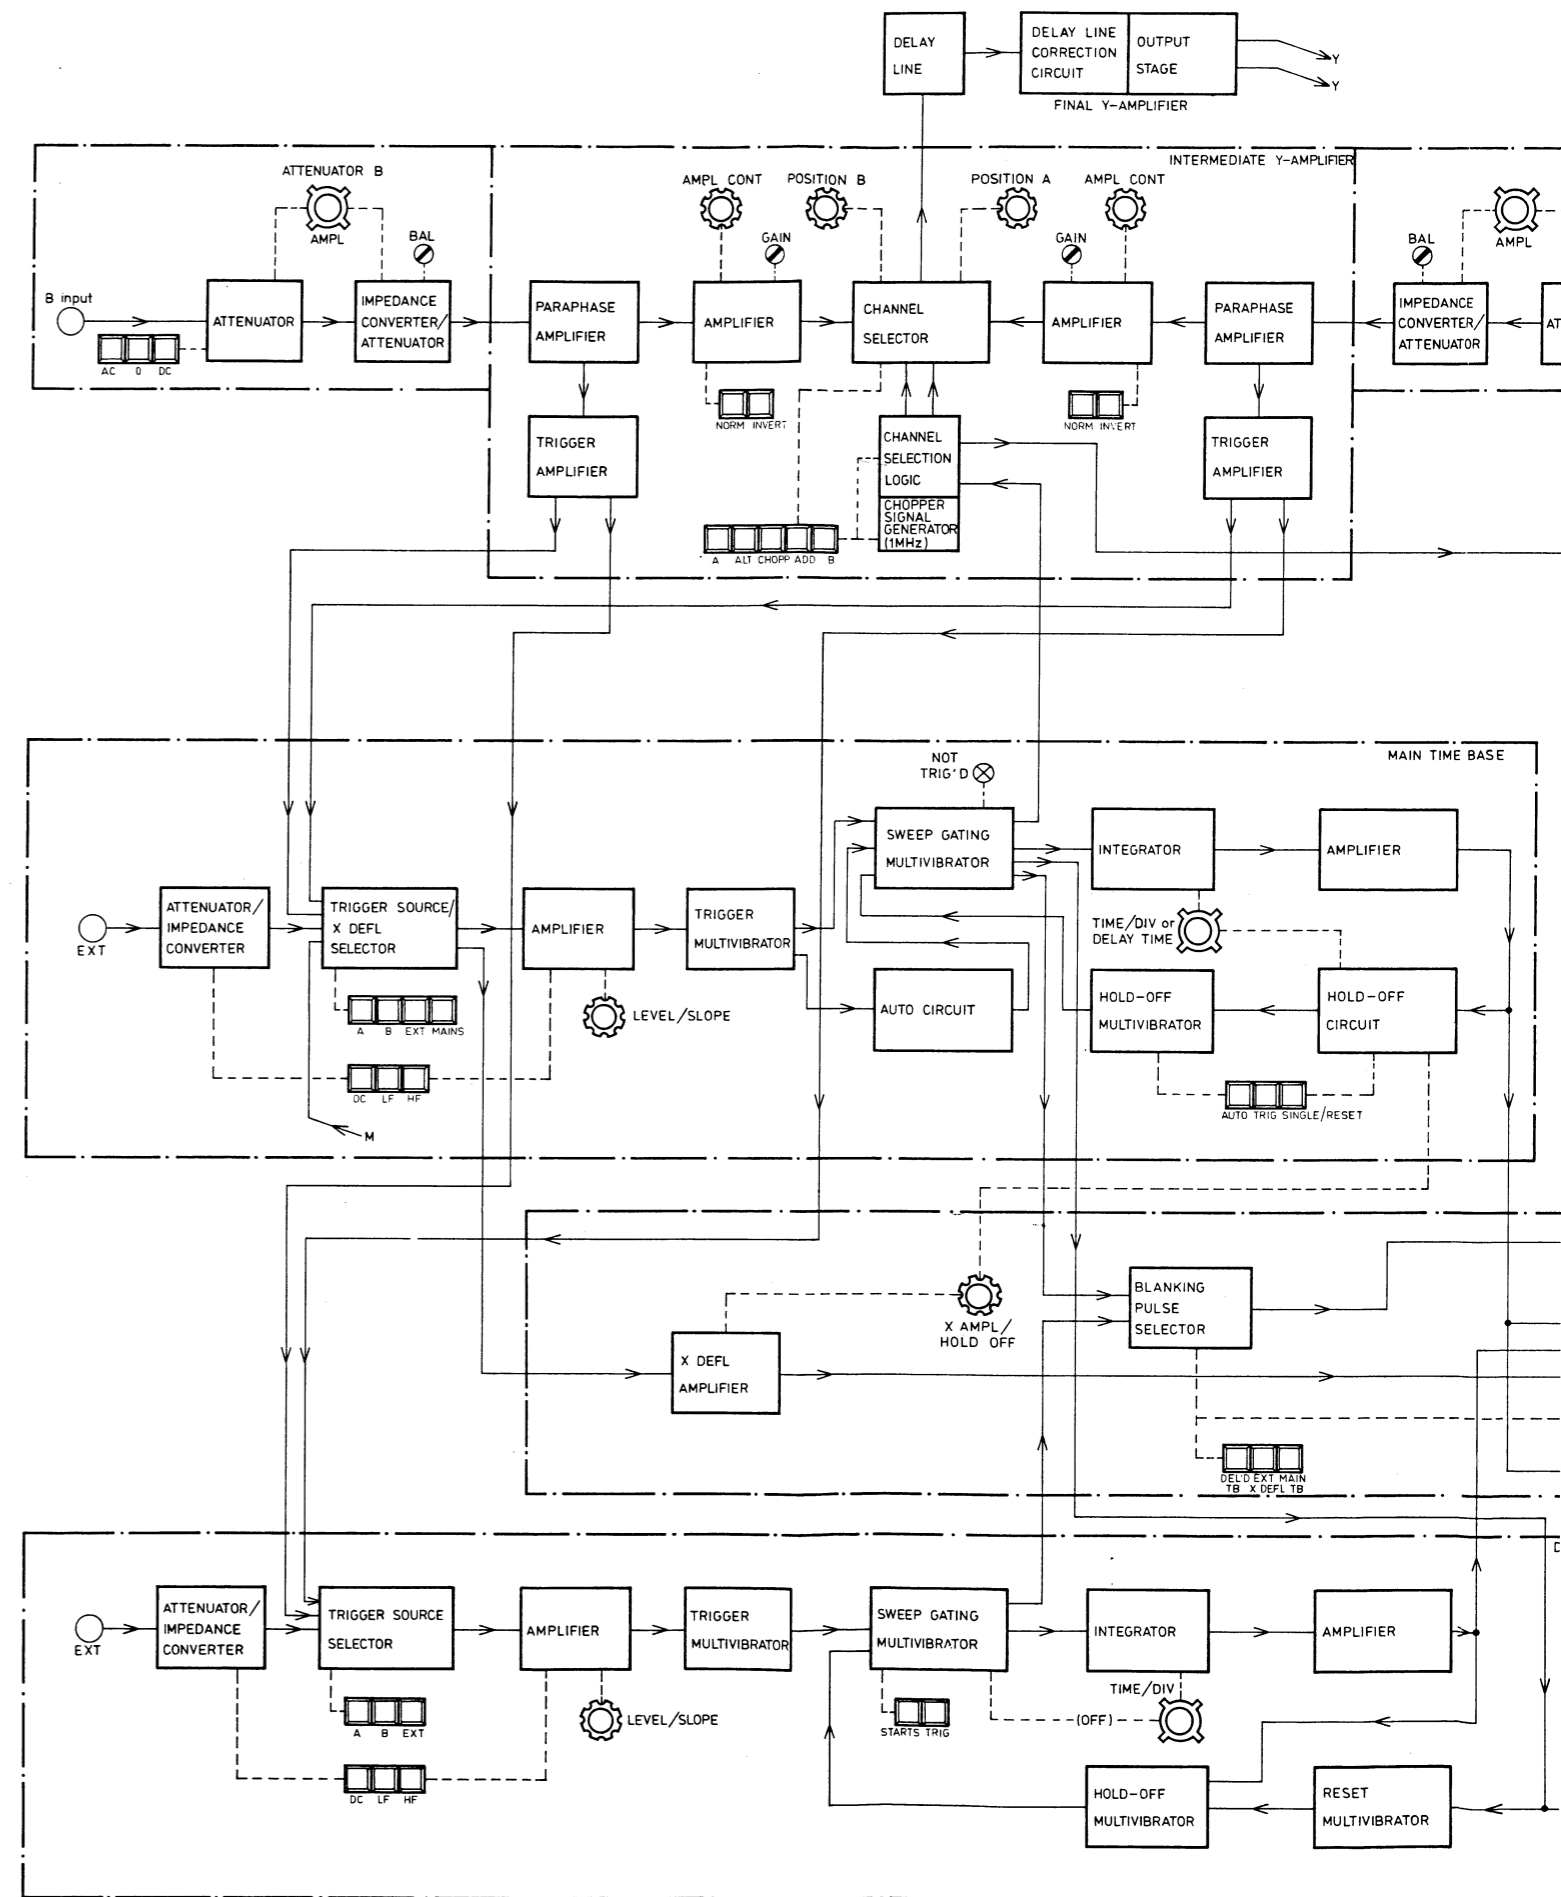 DELAY
LINE
DELAY LINE
CORRECTION
CIRCUIT
OUTPUT
STAGE
Y
Y
FINAL Y-AMPLIFIER
INTERMEDIATE Y-AMPLIFIER
ATTENUATOR B
AMPL
BAL
AMPL CONT
POSITION B
POSITION A
AMPL CONT
GAIN
GAIN
BAL
AMPL
B input
ATTENUATOR
IMPEDANCE
CONVERTER/
ATTENUATOR
PARAPHASE
AMPLIFIER
AMPLIFIER
CHANNEL
SELECTOR
AMPLIFIER
PARAPHASE
AMPLIFIER
IMPEDANCE
CONVERTER/
ATTENUATOR
AT
AC 0 DC
NORM INVERT
NORM INVERT
TRIGGER
AMPLIFIER
CHANNEL
SELECTION
LOGIC
CHOPPER
SIGNAL
GENERATOR
(1MHz)
TRIGGER
AMPLIFIER
A ALT CHOPP ADD B
MAIN TIME BASE
NOT
TRIG'D
SWEEP GATING
MULTIVIBRATOR
INTEGRATOR
AMPLIFIER
EXT
ATTENUATOR/
IMPEDANCE
CONVERTER
TRIGGER SOURCE/
X DEFL
SELECTOR
AMPLIFIER
TRIGGER
MULTIVIBRATOR
TIME/DIV or
DELAY TIME
AUTO CIRCUIT
HOLD-OFF
MULTIVIBRATOR
HOLD-OFF
CIRCUIT
A B EXT MAINS
LEVEL/SLOPE
DC LF HF
AUTO TRIG SINGLE/RESET
M
X AMPL/
HOLD OFF
BLANKING
PULSE
SELECTOR
X DEFL
AMPLIFIER
DEL'D EXT MAIN
TB X DEFL TB
D
EXT
ATTENUATOR/
IMPEDANCE
CONVERTER
TRIGGER SOURCE
SELECTOR
AMPLIFIER
TRIGGER
MULTIVIBRATOR
SWEEP GATING
MULTIVIBRATOR
INTEGRATOR
AMPLIFIER
A B EXT
LEVEL/SLOPE
STARTS TRIG
(OFF)
TIME/DIV
DC LF HF
HOLD-OFF
MULTIVIBRATOR
RESET
MULTIVIBRATOR